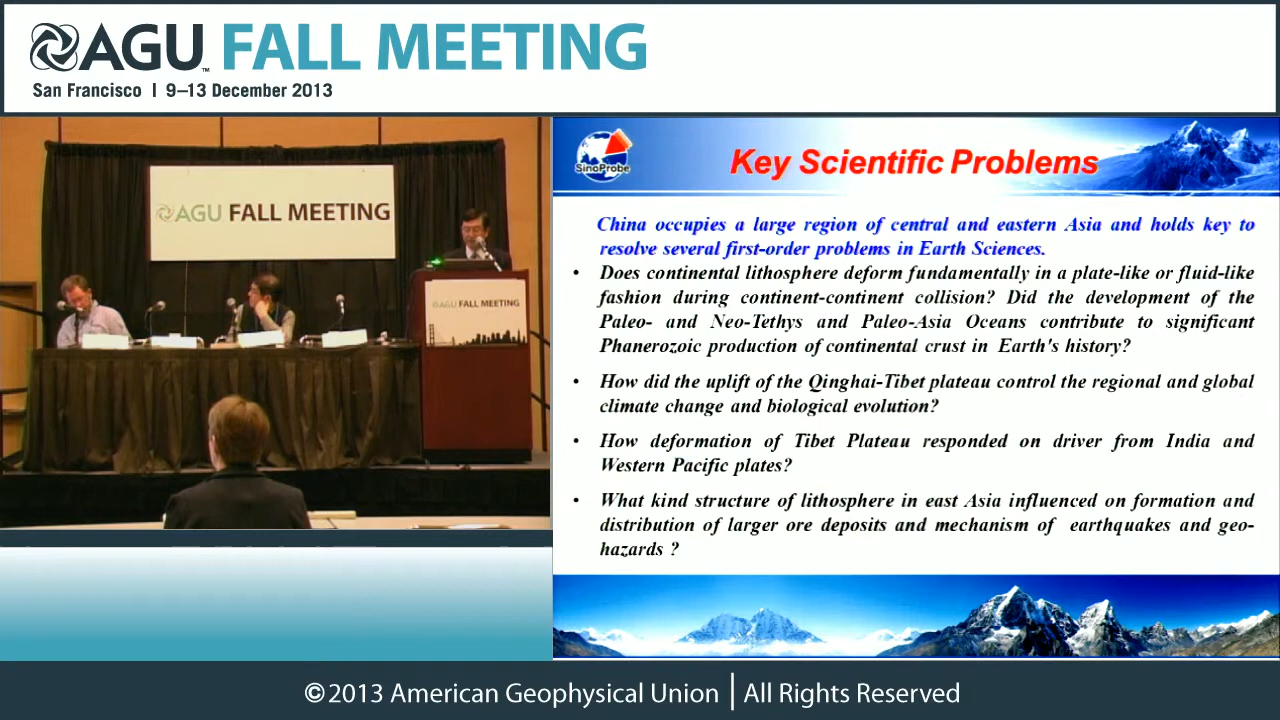 AGU FALL MEETING
San Francisco | 9–13 December 2013
AGU FALL MEETING
AGU FALL MEETING
SinoProbe
Key Scientific Problems
China occupies a large region of central and eastern Asia and holds key to
resolve several first-order problems in Earth Sciences.
• Does continental lithosphere deform fundamentally in a plate-like or fluid-like
fashion during continent-continent collision? Did the development of the
Paleo- and Neo-Tethys and Paleo-Asia Oceans contribute to significant
Phanerozoic production of continental crust in Earth's history?
• How did the uplift of the Qinghai-Tibet plateau control the regional and global
climate change and biological evolution?
• How deformation of Tibet Plateau responded on driver from India and
Western Pacific plates?
• What kind structure of lithosphere in east Asia influenced on formation and
distribution of larger ore deposits and mechanism of earthquakes and geo-
hazards ?
©2013 American Geophysical Union | All Rights Reserved